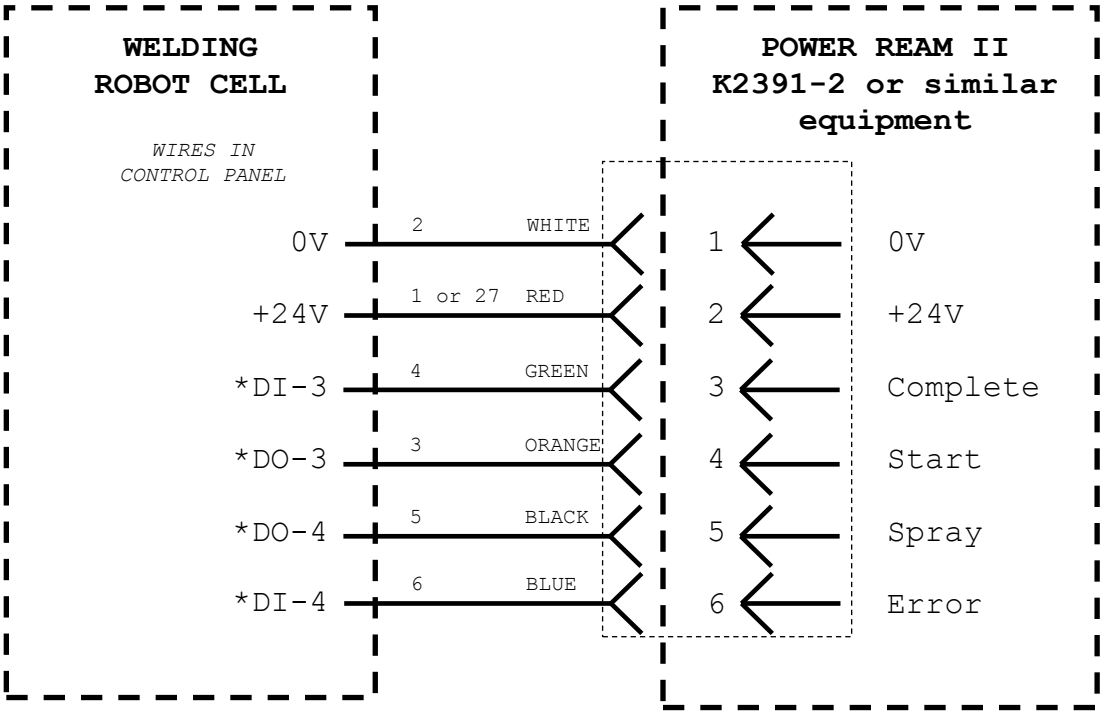 WELDING
ROBOT CELL
WIRES IN
CONTROL PANEL
POWER REAM II
K2391-2 or similar
equipment
0V 2 WHITE 1 0V
+24V 1 or 27 RED 2 +24V
*DI-3 4 GREEN 3 Complete
*DO-3 3 ORANGE 4 Start
*DO-4 5 BLACK 5 Spray
*DI-4 6 BLUE 6 Error